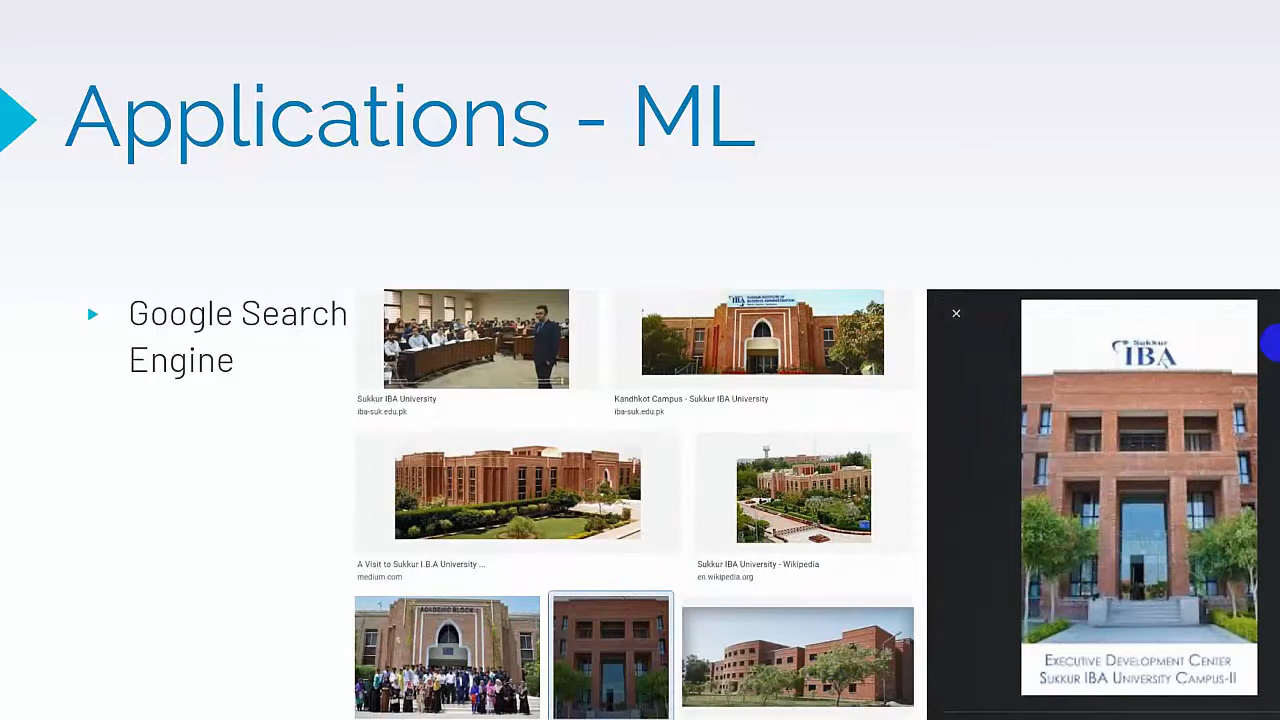 Applications - ML
Google Search
Engine
Sukkur IBA University
iba-suk.edu.pk
Kandhkot Campus - Sukkur IBA University
iba-suk.edu.pk
A Visit to Sukkur I.B.A University ...
medium.com
Sukkur IBA University - Wikipedia
en.wikipedia.org
ACADEMIC BLOCK
Sukkur
IBA
EXECUTIVE DEVELOPMENT CENTER
SUKKUR IBA UNIVERSITY CAMPUS-II